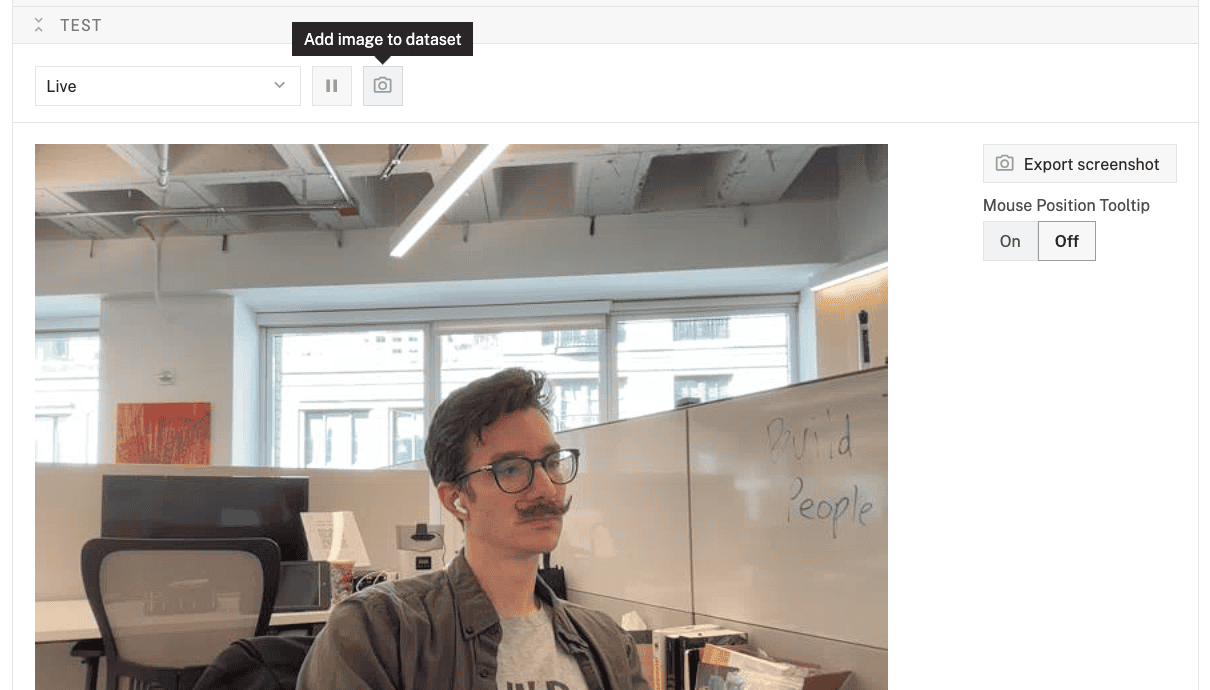 TEST
Add image to dataset
Live
Export screenshot
Mouse Position Tooltip
On Off
Build
People